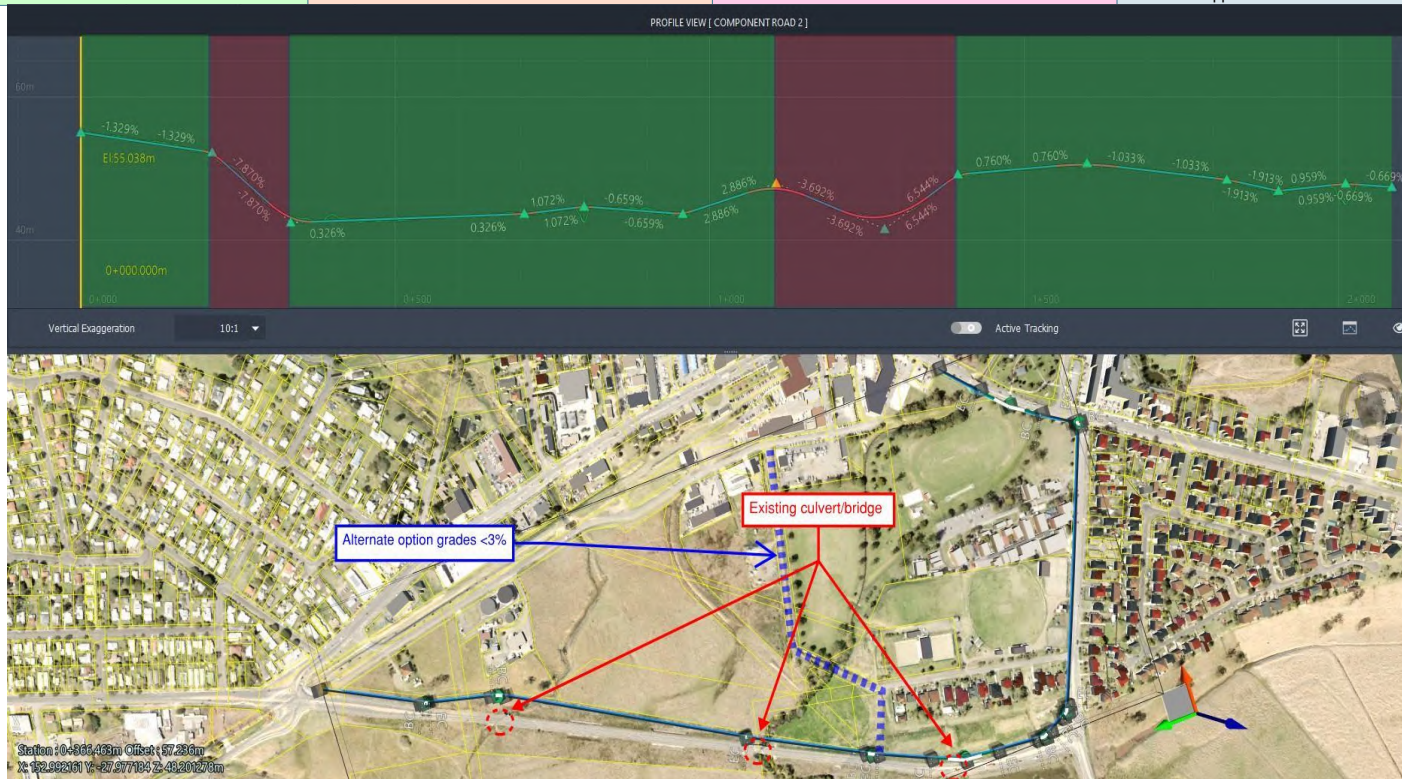 PROFILE VIEW [ COMPONENT ROAD 2 ]
60m
40m
-1.329%
-1.329%
El:55.038m
-7.870%
-7.870%
0.326%
0.326%
1.072%
1.072%
-0.659%
-0.659%
2.886%
2.886%
-3.692%
-3.692%
6.544%
6.544%
0.760%
0.760%
-1.033%
-1.033%
-1.913%
-1.913%
0.959%
0.959%
-0.669%
-0.669%
0+000.000m
0+000
0+500
1+000
1+500
2+000
Vertical Exaggeration
10:1
Active Tracking
Existing culvert/bridge
Alternate option grades <3%
Station : 0+366.463m Offset : 57.236m
X: 152.992161 Y: -27.977184 Z: 48.201278m